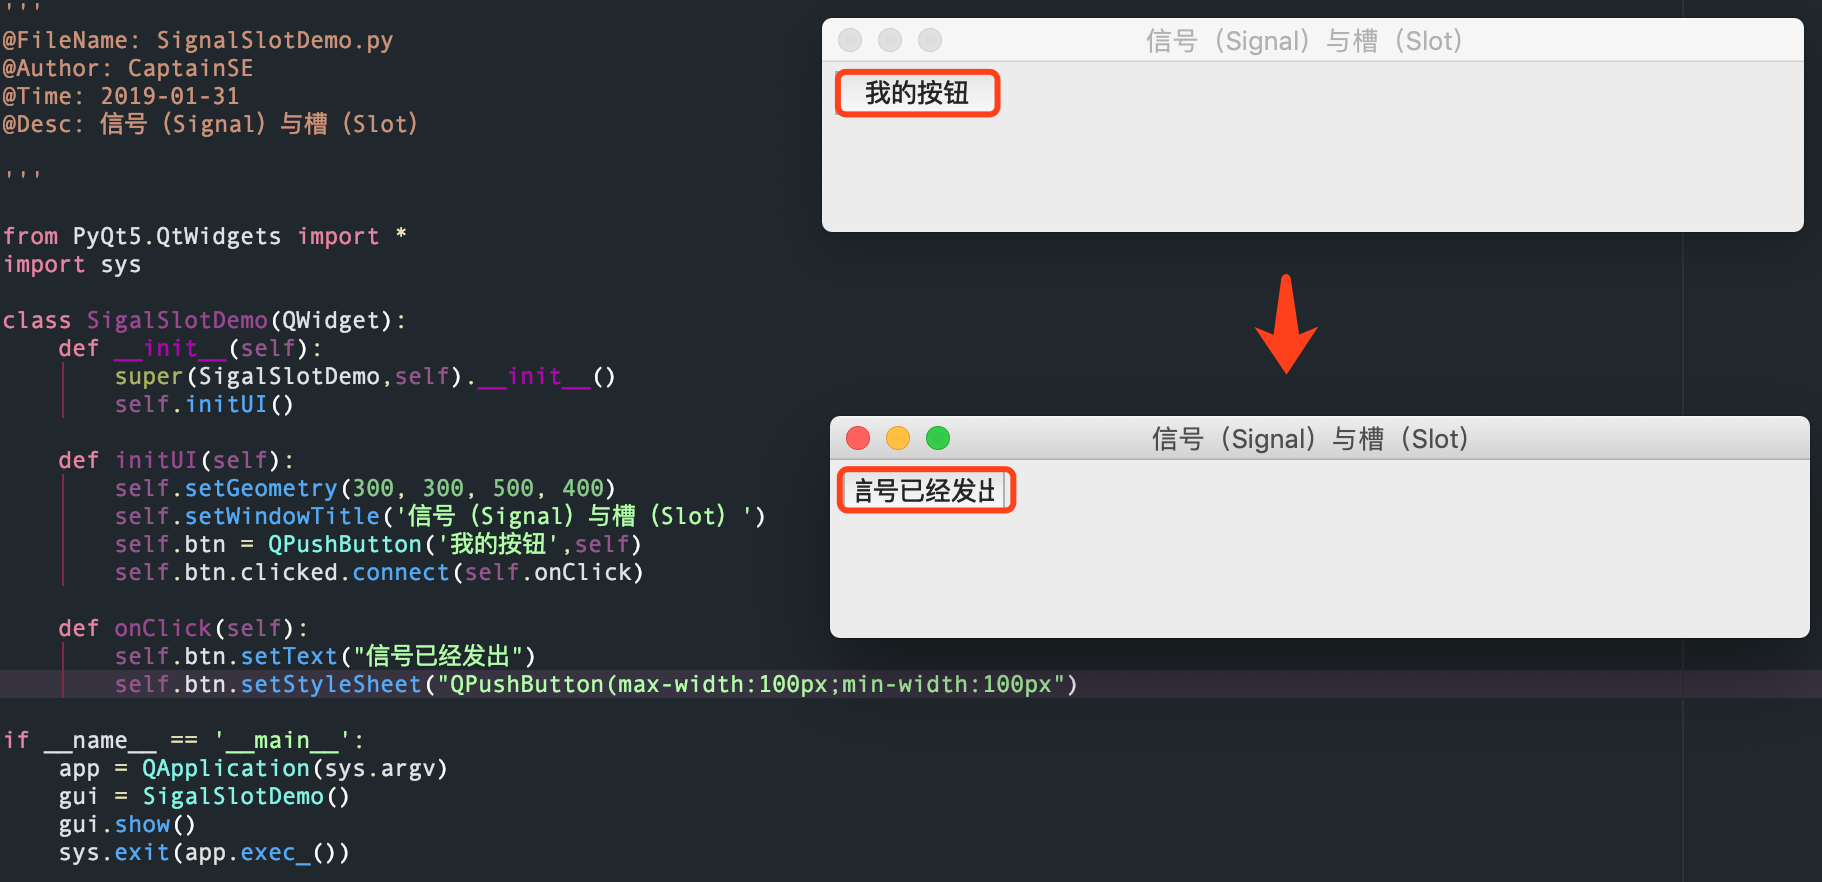 '''
@FileName: SignalSlotDemo.py
@Author: CaptainSE
@Time: 2019-01-31
@Desc: 信号（Signal）与槽（Slot）
'''
from PyQt5.QtWidgets import *
import sys
class SigalSlotDemo(QWidget):
    def __init__(self):
        super(SigalSlotDemo,self).__init__()
        self.initUI()
    def initUI(self):
        self.setGeometry(300, 300, 500, 400)
        self.setWindowTitle('信号（Signal）与槽（Slot）')
        self.btn = QPushButton('我的按钮',self)
        self.btn.clicked.connect(self.onClick)
    def onClick(self):
        self.btn.setText("信号已经发出")
        self.btn.setStyleSheet("QPushButton(max-width:100px;min-width:100px")
if __name__ == '__main__':
    app = QApplication(sys.argv)
    gui = SigalSlotDemo()
    gui.show()
    sys.exit(app.exec_())
信号（Signal）与槽（Slot）
我的按钮
信号（Signal）与槽（Slot）
信号已经发出